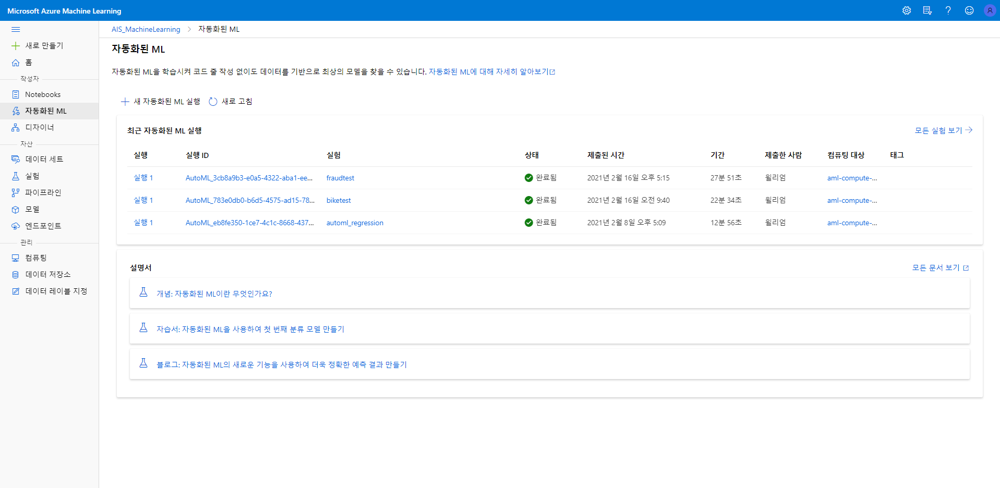 Microsoft Azure Machine Learning
AIS_MachineLearning > 자동화된 ML
새로 만들기
홈
작성자
Notebooks
자동화된 ML
디자이너
자산
데이터 세트
실험
파이프라인
모델
엔드포인트
관리
컴퓨팅
데이터 저장소
데이터 레이블 지정
자동화된 ML
자동화된 ML을 학습시켜 코드 줄 작성 없이도 데이터를 기반으로 최상의 모델을 찾을 수 있습니다. 자동화된 ML에 대해 자세히 알아보기
새 자동화된 ML 실행 새로 고침
최근 자동화된 ML 실행 모든 실험 보기
실행 실행 ID 실험 상태 제출된 시간 기간 제출한 사람 컴퓨팅 대상 태그
실행 1 AutoML_3cb8a9b3-e0a5-4322-aba1-ee... fraudtest 완료됨 2021년 2월 16일 오후 5:15 27분 51초 윌리엄 aml-compute-...
실행 1 AutoML_783e0db0-b6d5-4575-ad15-78... biketest 완료됨 2021년 2월 16일 오전 9:40 22분 34초 윌리엄 aml-compute-...
실행 1 AutoML_eb8fe350-1ce7-4c1c-8668-437... automl_regression 완료됨 2021년 2월 8일 오후 5:09 12분 56초 윌리엄 aml-compute-...
설명서 모든 문서 보기
개념: 자동화된 ML이란 무엇인가요?
자습서: 자동화된 ML을 사용하여 첫 번째 분류 모델 만들기
블로그: 자동화된 ML의 새로운 기능을 사용하여 더욱 정확한 예측 결과 만들기